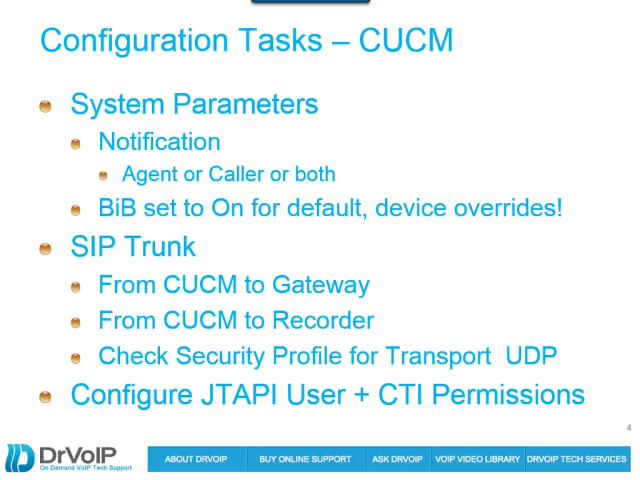 Configuration Tasks – CUCM
System Parameters
Notification
Agent or Caller or both
BiB set to On for default, device overrides!
SIP Trunk
From CUCM to Gateway
From CUCM to Recorder
Check Security Profile for Transport  UDP
Configure JTAPI User + CTI Permissions
4
DrVoIP
On Demand VoIP Tech Support
ABOUT DRVOIP
BUY ONLINE SUPPORT
ASK DRVOIP
VOIP VIDEO LIBRARY
DRVOIP TECH SERVICES